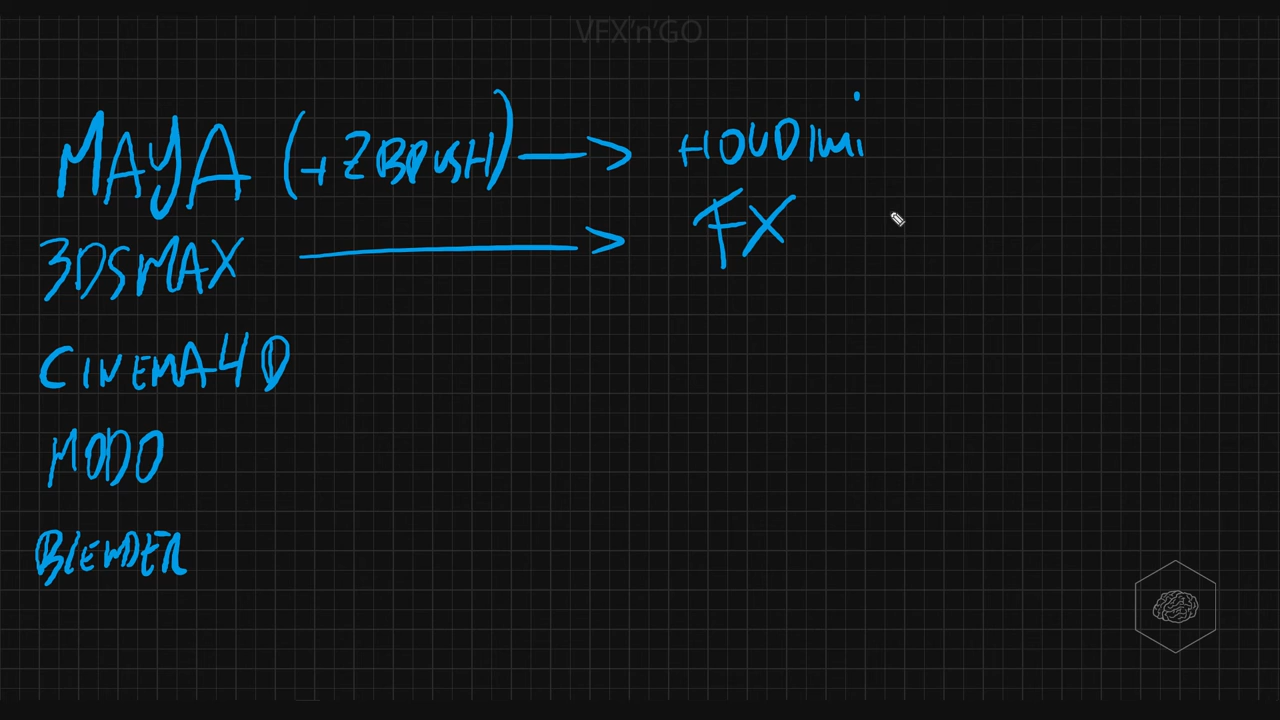 VFX'n'GO
MAYA (+ZBRUSH) → HOUDINi
3DSMAX → FX
CINEMA4D
MODO
BLENDER